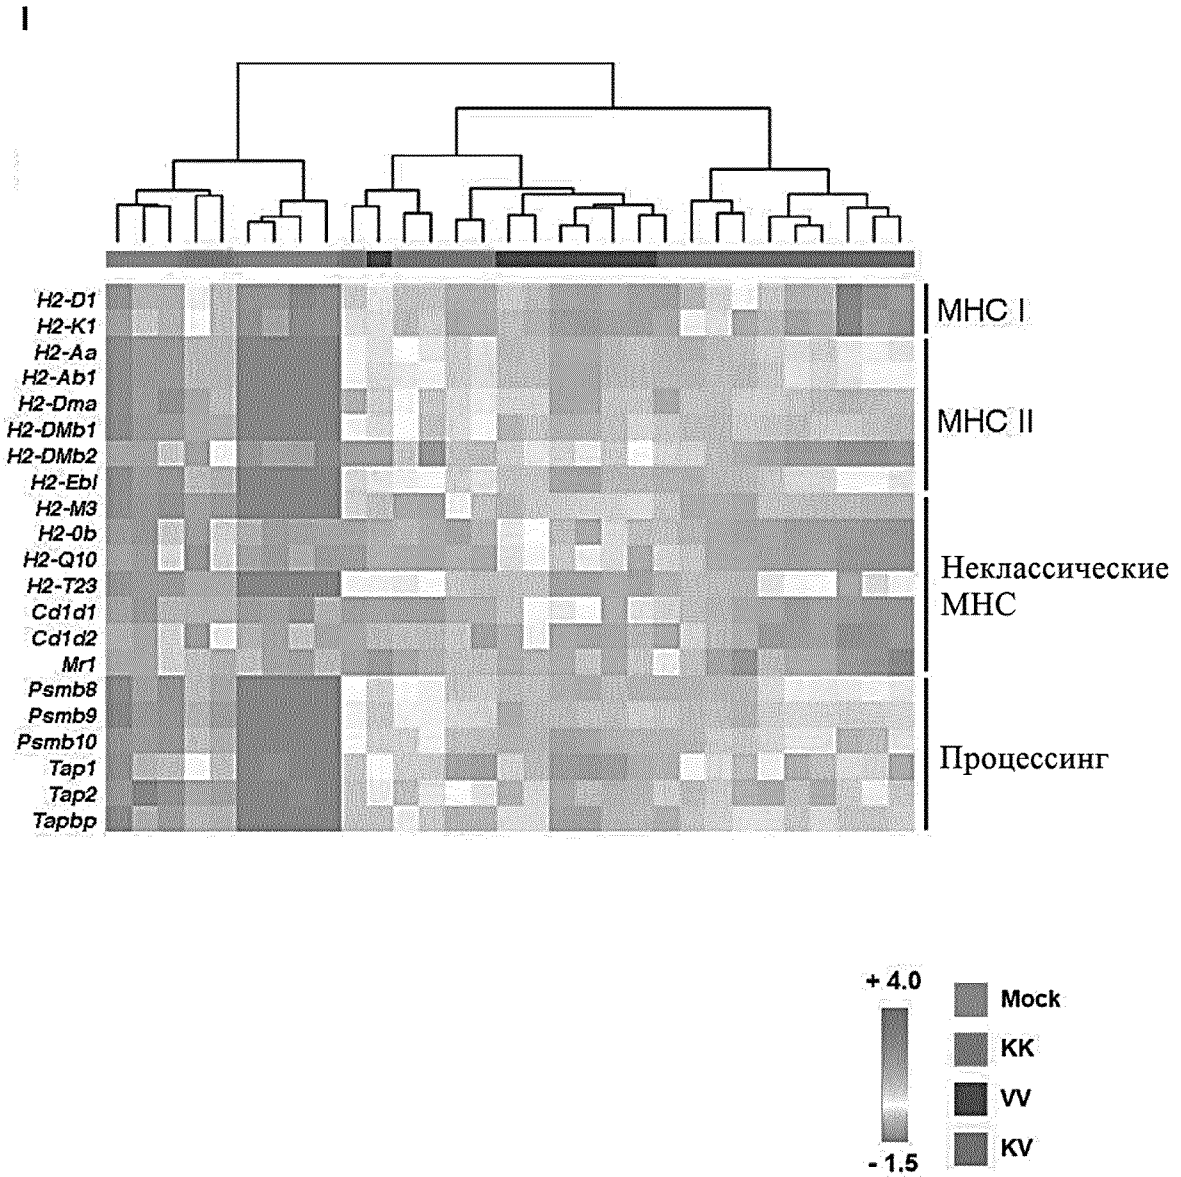 I
H2-D1
H2-K1
H2-Aa
H2-Ab1
H2-Dma
H2-DMb1
H2-DMb2
H2-Ebl
H2-M3
H2-0b
H2-Q10
H2-T23
Cd1d1
Cd1d2
Mr1
Psmb8
Psmb9
Psmb10
Tap1
Tap2
Tapbp
MHC I
MHC II
Неклассические
МНС
Процессинг
+ 4.0
- 1.5
Mock
KK
VV
KV